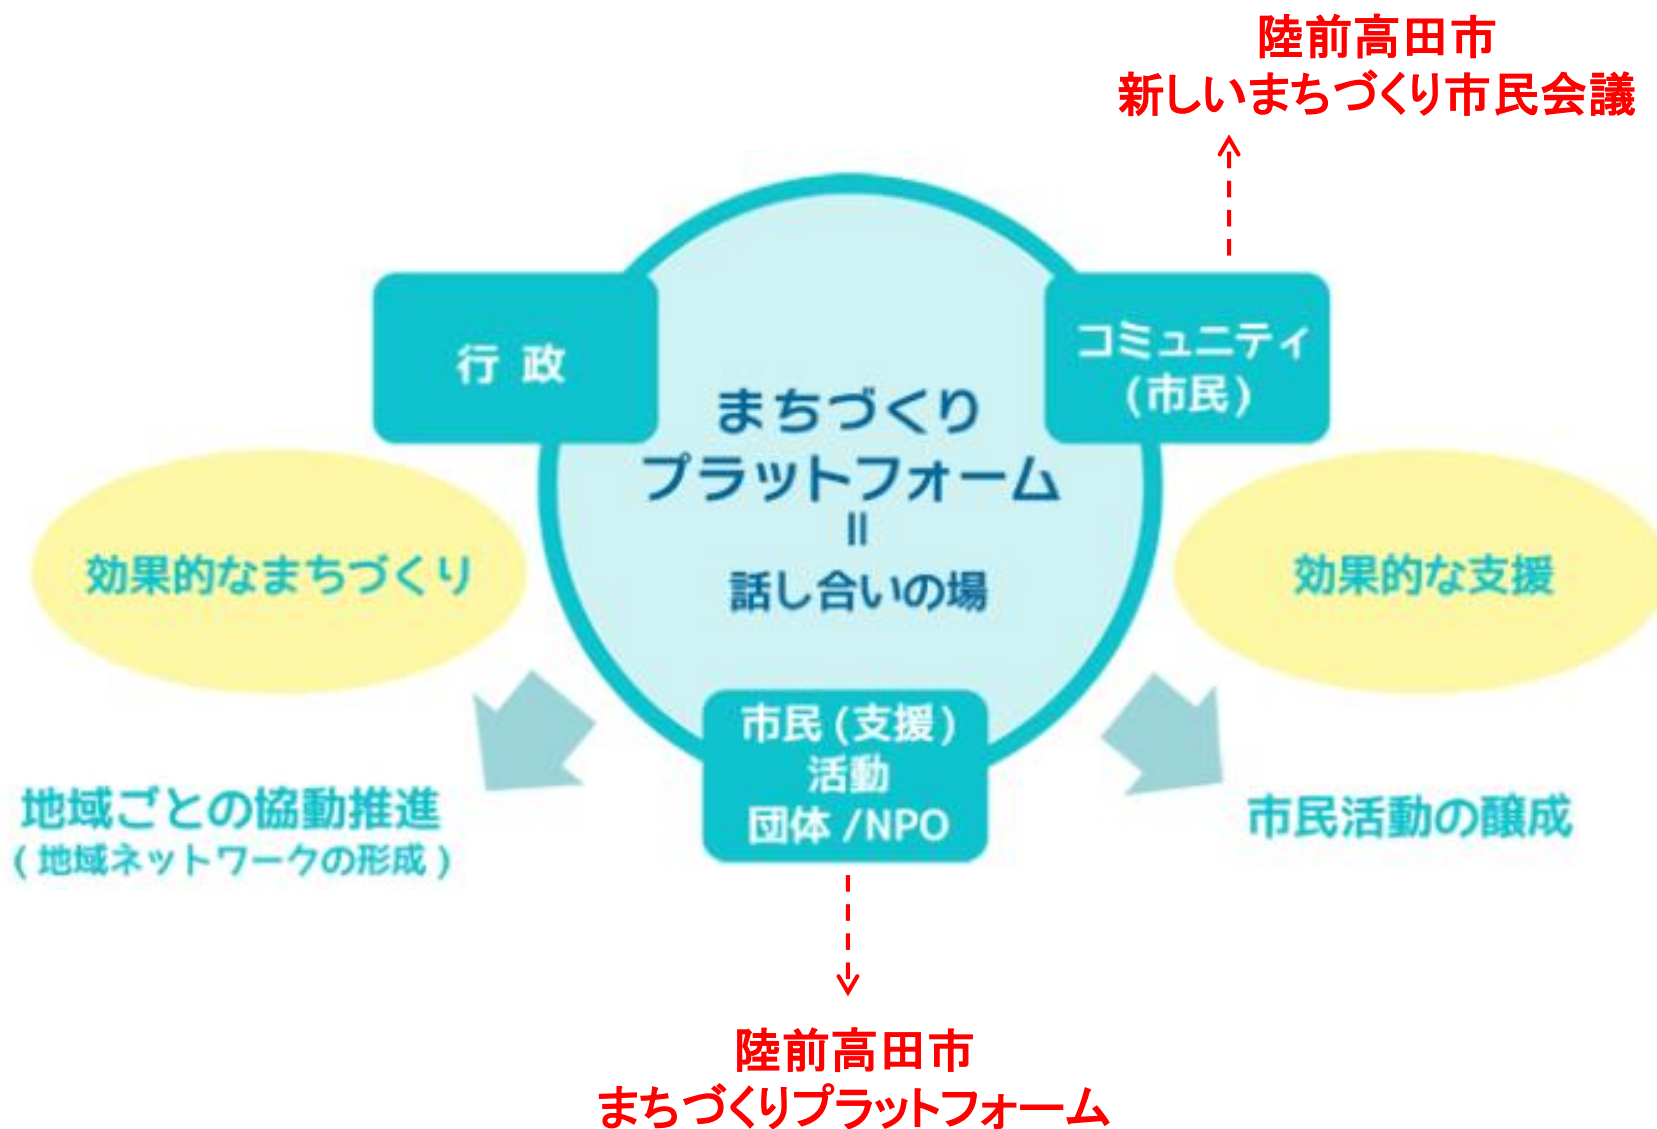 陸前高田市
新しいまちづくり市民会議
行 政
コミュニティ
(市民)
まちづくり
プラットフォーム
＝
話し合いの場
効果的なまちづくり
効果的な支援
市民(支援)
活動
団体/NPO
地域ごとの協動推進
(地域ネットワークの形成)
市民活動の醸成
陸前高田市
まちづくりプラットフォーム